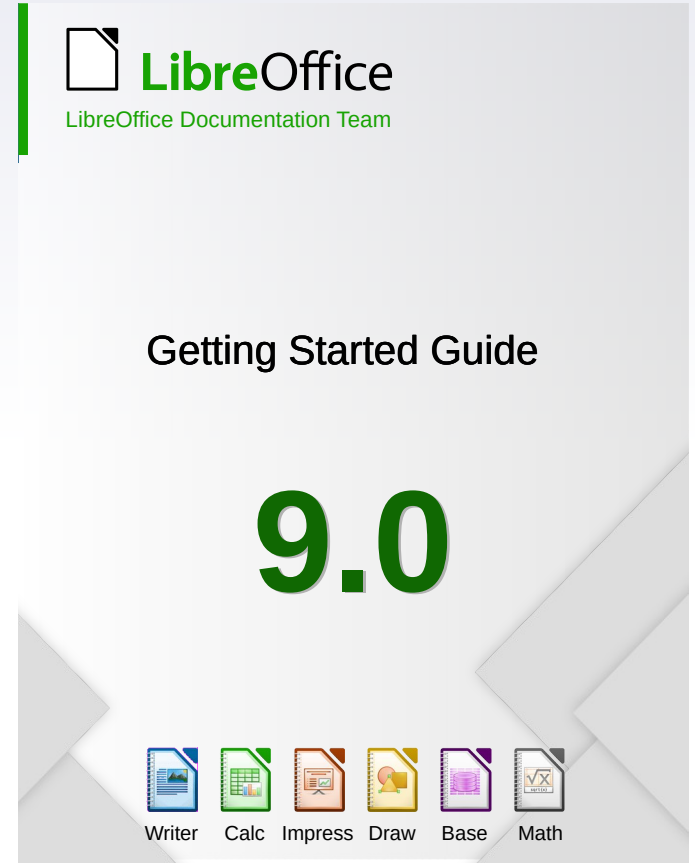 LibreOffice
LibreOffice Documentation Team
Getting Started Guide
9.0
Writer Calc Impress Draw Base Math